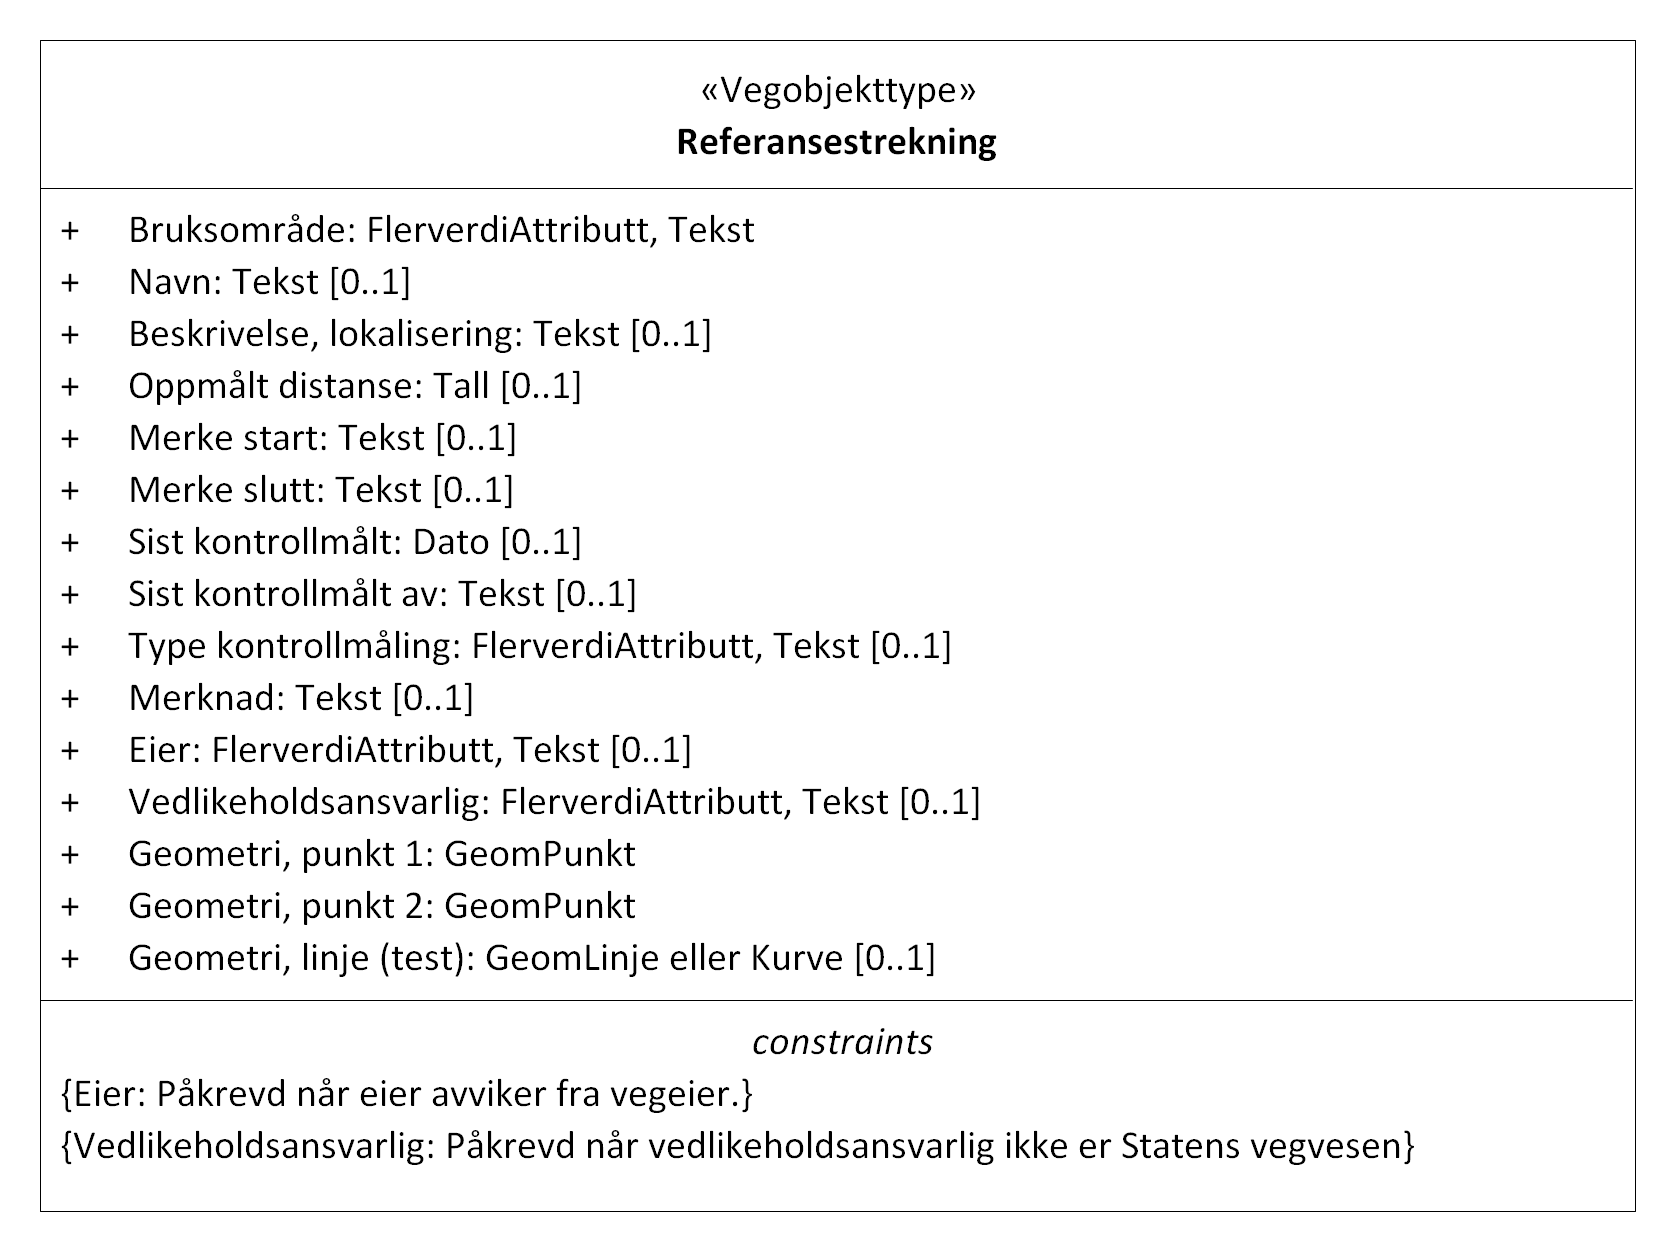 «Vegobjekttype»
Referansestrekning
+ Bruksområde: FlerverdiAttributt, Tekst
+ Navn: Tekst [0..1]
+ Beskrivelse, lokalisering: Tekst [0..1]
+ Oppmålt distanse: Tall [0..1]
+ Merke start: Tekst [0..1]
+ Merke slutt: Tekst [0..1]
+ Sist kontrollmålt: Dato [0..1]
+ Sist kontrollmålt av: Tekst [0..1]
+ Type kontrollmåling: FlerverdiAttributt, Tekst [0..1]
+ Merknad: Tekst [0..1]
+ Eier: FlerverdiAttributt, Tekst [0..1]
+ Vedlikeholdsansvarlig: FlerverdiAttributt, Tekst [0..1]
+ Geometri, punkt 1: GeomPunkt
+ Geometri, punkt 2: GeomPunkt
+ Geometri, linje (test): GeomLinje eller Kurve [0..1]
constraints
{Eier: Påkrevd når eier avviker fra vegeier.}
{Vedlikeholdsansvarlig: Påkrevd når vedlikeholdsansvarlig ikke er Statens vegvesen}